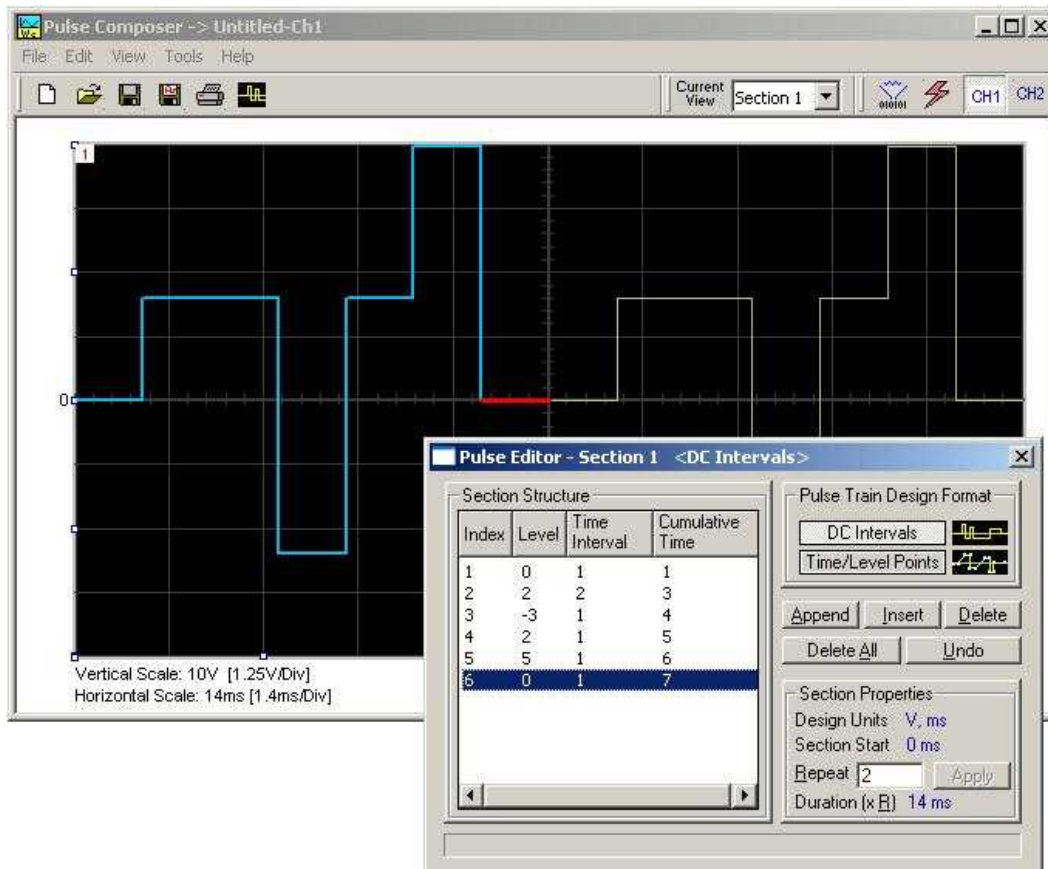 Pulse Composer -> Untitled-Ch1
File Edit View Tools Help
Current View Section 1 010101 CH1 CH2
1
0
Vertical Scale: 10V [1.25V/Div]
Horizontal Scale: 14ms [1.4ms/Div]
Pulse Editor - Section 1 <DC Intervals>
Section Structure
Index Level Time Interval Cumulative Time
1 0 1 1
2 2 2 3
3 -3 1 4
4 2 1 5
5 5 1 6
6 0 1 7
Pulse Train Design Format
DC Intervals
Time/Level Points
Append Insert Delete
Delete All Undo
Section Properties
Design Units V, ms
Section Start 0 ms
Repeat 2 Apply
Duration (x R) 14 ms